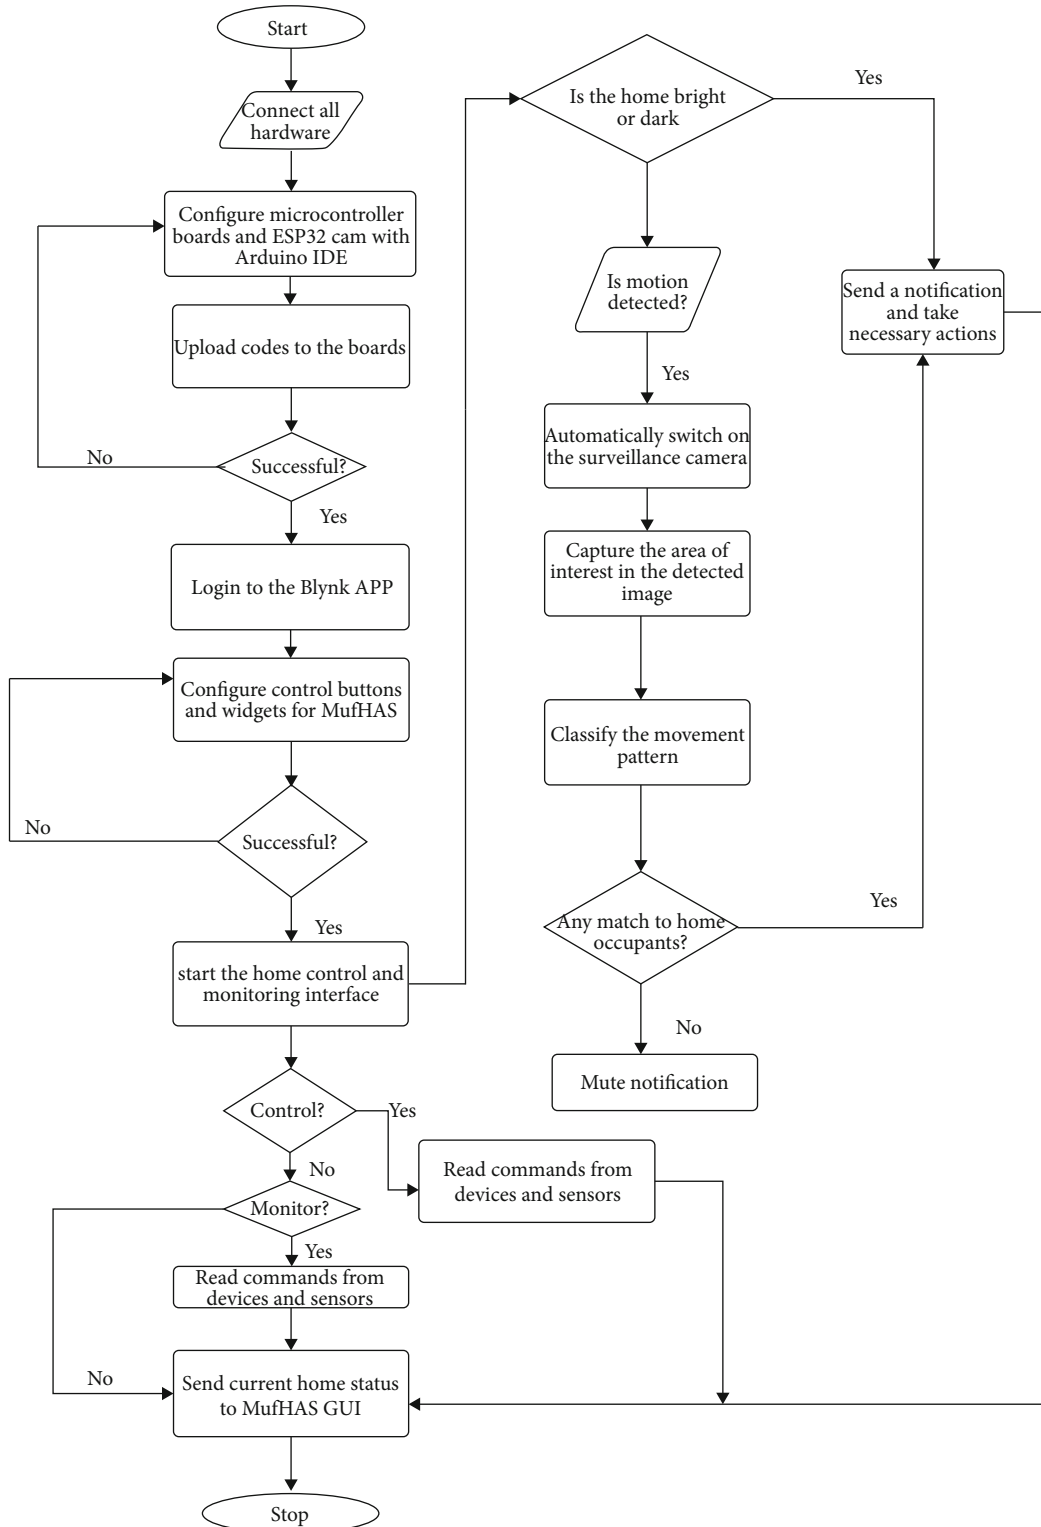 Start
Connect all
hardware
Configure microcontroller
boards and ESP32 cam with
Arduino IDE
Upload codes to the boards
Successful?
No
Yes
Login to the Blynk APP
Configure control buttons
and widgets for MufHAS
Successful?
No
Yes
start the home control and
monitoring interface
Control?
Yes
No
Read commands from
devices and sensors
Monitor?
Yes
Read commands from
devices and sensors
No
Send current home status
to MufHAS GUI
Stop
Is the home bright
or dark
Yes
Is motion
detected?
Yes
Send a notification
and take
necessary actions
Automatically switch on
the surveillance camera
Capture the area of
interest in the detected
image
Classify the movement
pattern
Any match to home
occupants?
Yes
No
Mute notification